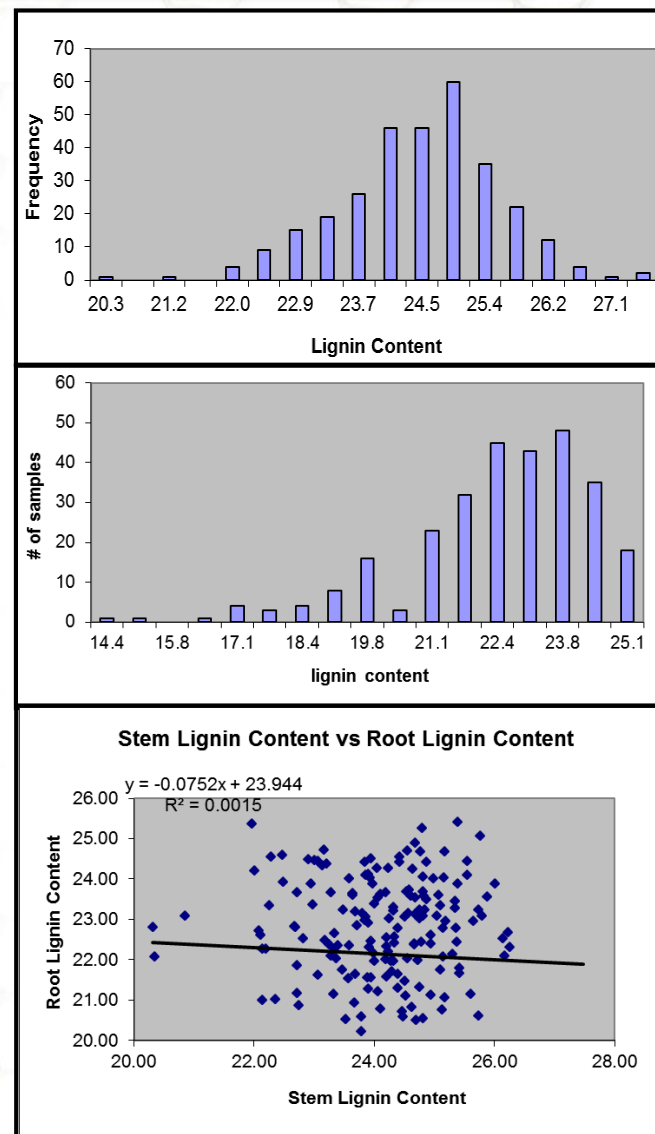 70
60
50
40
30
20
10
0
Frequency
20.3 21.2 22.0 22.9 23.7 24.5 25.4 26.2 27.1
Lignin Content
60
50
40
30
20
10
0
# of samples
14.4 15.8 17.1 18.4 19.8 21.1 22.4 23.8 25.1
lignin content
Stem Lignin Content vs Root Lignin Content
y = -0.0752x + 23.944
R² = 0.0015
26.00
25.00
24.00
23.00
22.00
21.00
20.00
Root Lignin Content
20.00 22.00 24.00 26.00 28.00
Stem Lignin Content